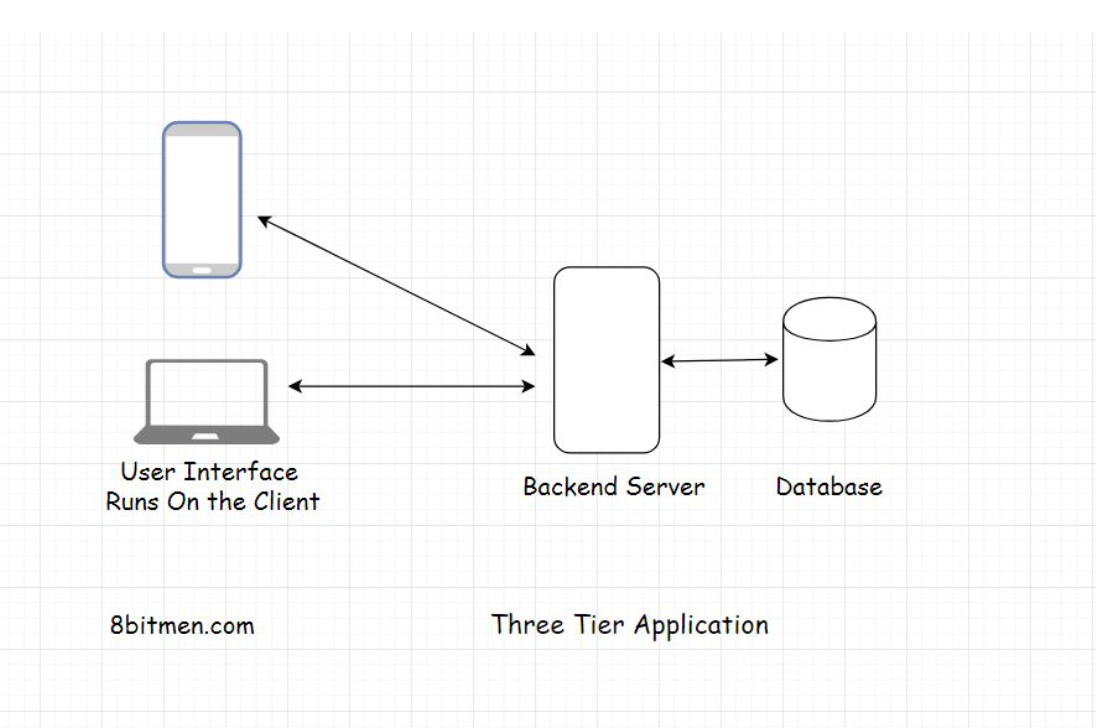 User Interface
Runs On the Client
Backend Server
Database
8bitmen.com
Three Tier Application